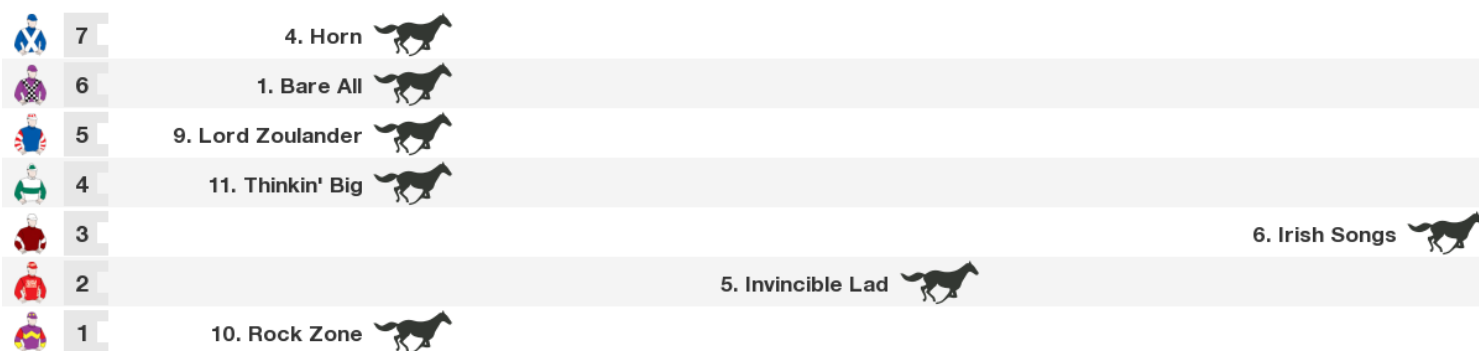 7 4. Horn
6 1. Bare All
5 9. Lord Zoulander
4 11. Thinkin' Big
3 6. Irish Songs
2 5. Invincible Lad
1 10. Rock Zone